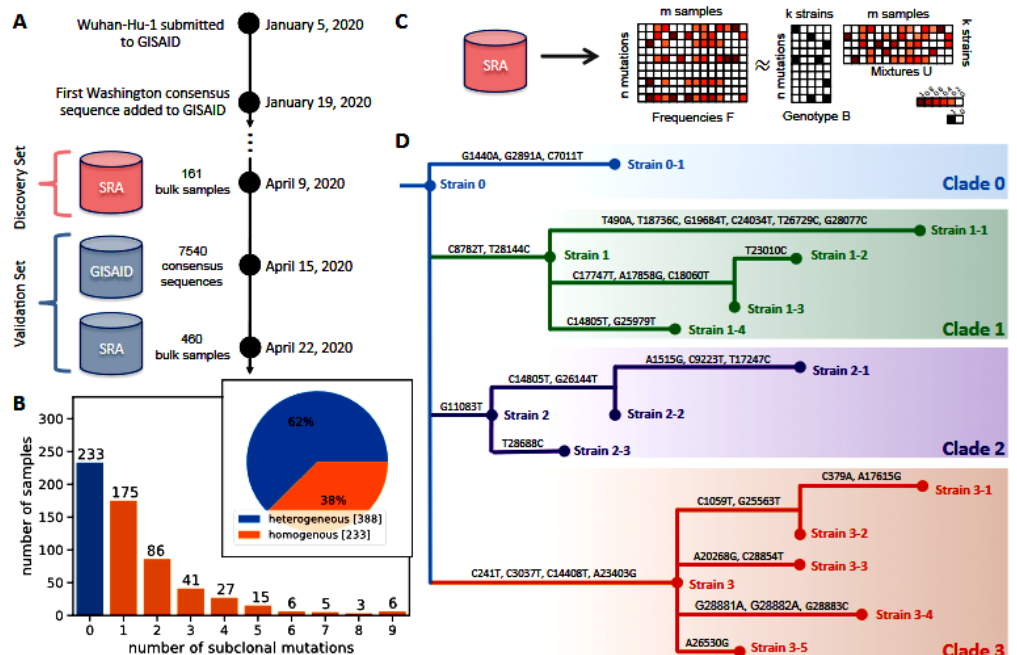 A
Wuhan-Hu-1 submitted
to GISAID
January 5, 2020
First Washington consensus
sequence added to GISAID
January 19, 2020
Discovery Set
SRA
161
bulk samples
April 9, 2020
Validation Set
GISAID
7540
consensus
sequences
April 15, 2020
SRA
460
bulk samples
April 22, 2020
B
number of samples
300
250
200
150
100
50
0
233
175
86
41
27
15
6
5
3
6
0 1 2 3 4 5 6 7 8 9
number of subclonal mutations
62%
38%
heterogeneous [388]
homogenous [233]
C
SRA
m samples
n mutations
Frequencies F
≈
k strains
n mutations
Genotype B
m samples
k strains
Mixtures U
D
Strain 0
G1440A, G2891A, C7011T
Strain 0-1
Clade 0
C8782T, T28144C
Strain 1
T490A, T18736C, G19684T, C24034T, T26729C, G28077C
Strain 1-1
C17747T, A17858G, C18060T
T23010C
Strain 1-2
Strain 1-3
C14805T, G25979T
Strain 1-4
Clade 1
G11083T
Strain 2
C14805T, G26144T
A1515G, C9223T, T17247C
Strain 2-1
Strain 2-2
T28688C
Strain 2-3
Clade 2
C241T, C3037T, C14408T, A23403G
Strain 3
C1059T, G25563T
C379A, A17615G
Strain 3-1
Strain 3-2
A20268G, C28854T
Strain 3-3
G28881A, G28882A, G28883C
Strain 3-4
A26530G
Strain 3-5
Clade 3